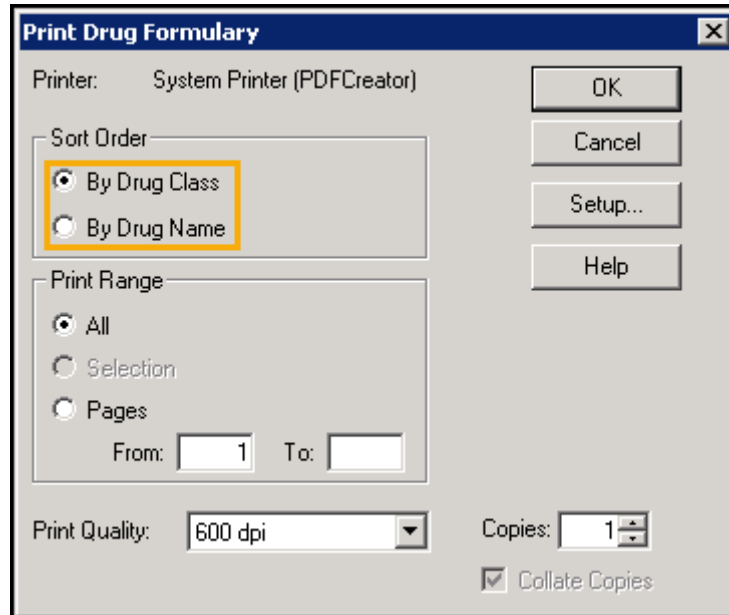 Print Drug Formulary
Printer: System Printer (PDFCreator)
OK
Cancel
Setup...
Help
Sort Order
By Drug Class
By Drug Name
Print Range
All
Selection
Pages
From: 1 To:
Print Quality: 600 dpi
Copies: 1
Collate Copies